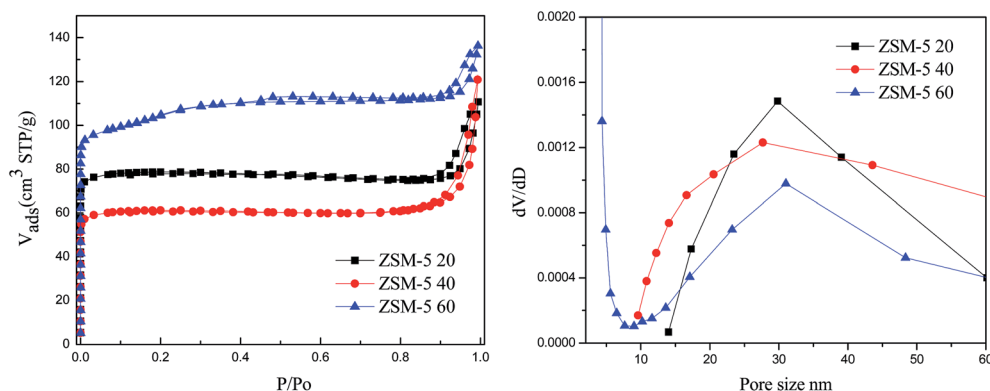 140
120
100
80
60
40
20
0
V_ads(cm³ STP/g)
ZSM-5 20
ZSM-5 40
ZSM-5 60
0.0 0.2 0.4 0.6 0.8 1.0
P/Po
0.0020
0.0016
0.0012
0.0008
0.0004
0.0000
dV/dD
ZSM-5 20
ZSM-5 40
ZSM-5 60
10 20 30 40 50 60
Pore size nm